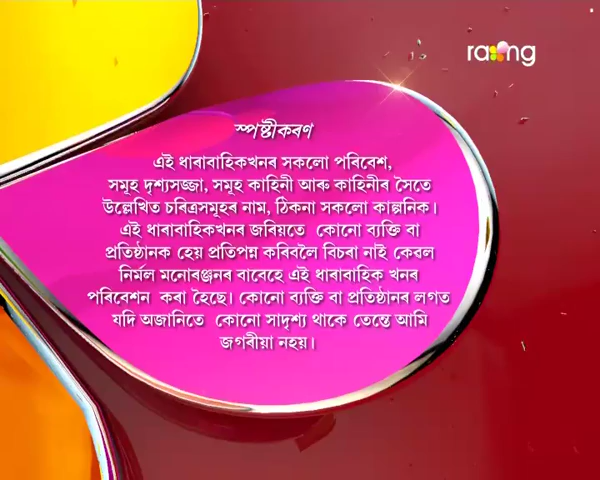 rang
স্পষ্টীকৰণ
এই ধাৰাবাহিকখনৰ সকলো পৰিবেশ,
সমূহ দৃশ্যসজ্জা, সমূহ কাহিনী আৰু কাহিনীৰ সৈতে
উল্লেখিত চৰিত্ৰসমূহৰ নাম, ঠিকনা সকলো কাল্পনিক।
এই ধাৰাবাহিকখনৰ জৰিয়তে কোনো ব্যক্তি বা
প্ৰতিষ্ঠানক হেয় প্ৰতিপন্ন কৰিবলৈ বিচৰা নাই কেৱল
নিৰ্মল মনোৰঞ্জনৰ বাবেহে এই ধাৰাবাহিক খনৰ
পৰিবেশন কৰা হৈছে। কোনো ব্যক্তি বা প্ৰতিষ্ঠানৰ লগত
যদি অজানিতে কোনো সাদৃশ্য থাকে তেন্তে আমি
জগৰীয়া নহয়।